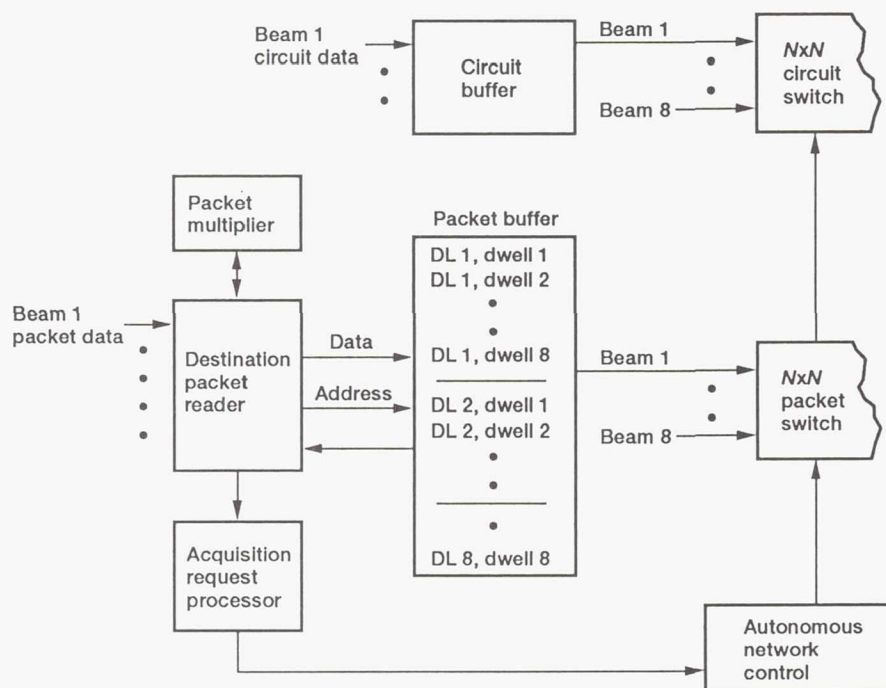 Beam 1
circuit data
Circuit
buffer
Beam 1
Beam 8
NxN
circuit
switch
Packet
multiplier
Packet buffer
Beam 1
packet data
Destination
packet
reader
Data
Address
DL 1, dwell 1
DL 1, dwell 2
DL 1, dwell 8
DL 2, dwell 1
DL 2, dwell 2
DL 8, dwell 8
Beam 1
Beam 8
NxN
packet
switch
Acquisition
request
processor
Autonomous
network
control